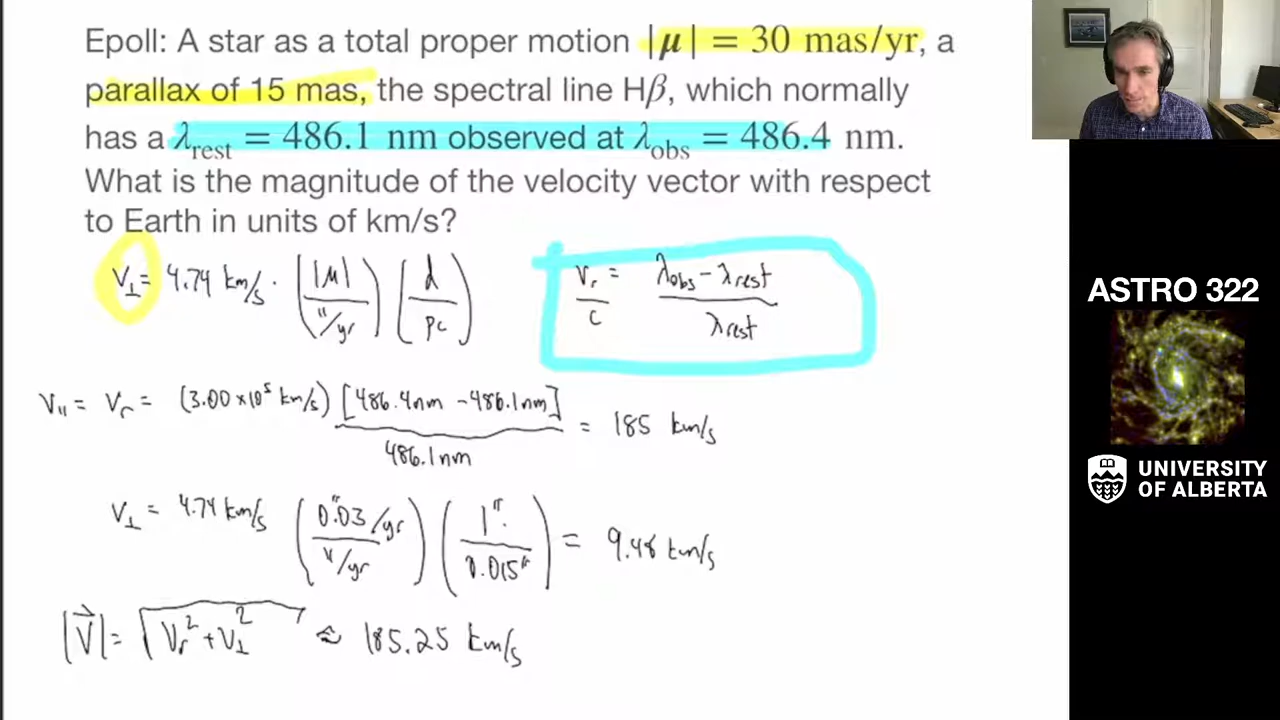 Epoll: A star as a total proper motion |μ| = 30 mas/yr, a
parallax of 15 mas, the spectral line Hβ, which normally
has a λ_rest = 486.1 nm observed at λ_obs = 486.4 nm.
What is the magnitude of the velocity vector with respect
to Earth in units of km/s?
V⊥ = 4.74 km/s · (|μ| / "/yr) (d / pc)
Vr / c = (λobs - λrest) / λrest
V∥ = Vr = (3.00 ×10⁵ km/s) [486.4nm - 486.1nm] / 486.1nm = 185 km/s
V⊥ = 4.74 km/s (0."03/yr / "/yr) (1" / 0.015") = 9.48 km/s
|V⃗| = √(Vr² + V⊥²) ≈ 185.25 km/s
ASTRO 322
UNIVERSITY
OF ALBERTA